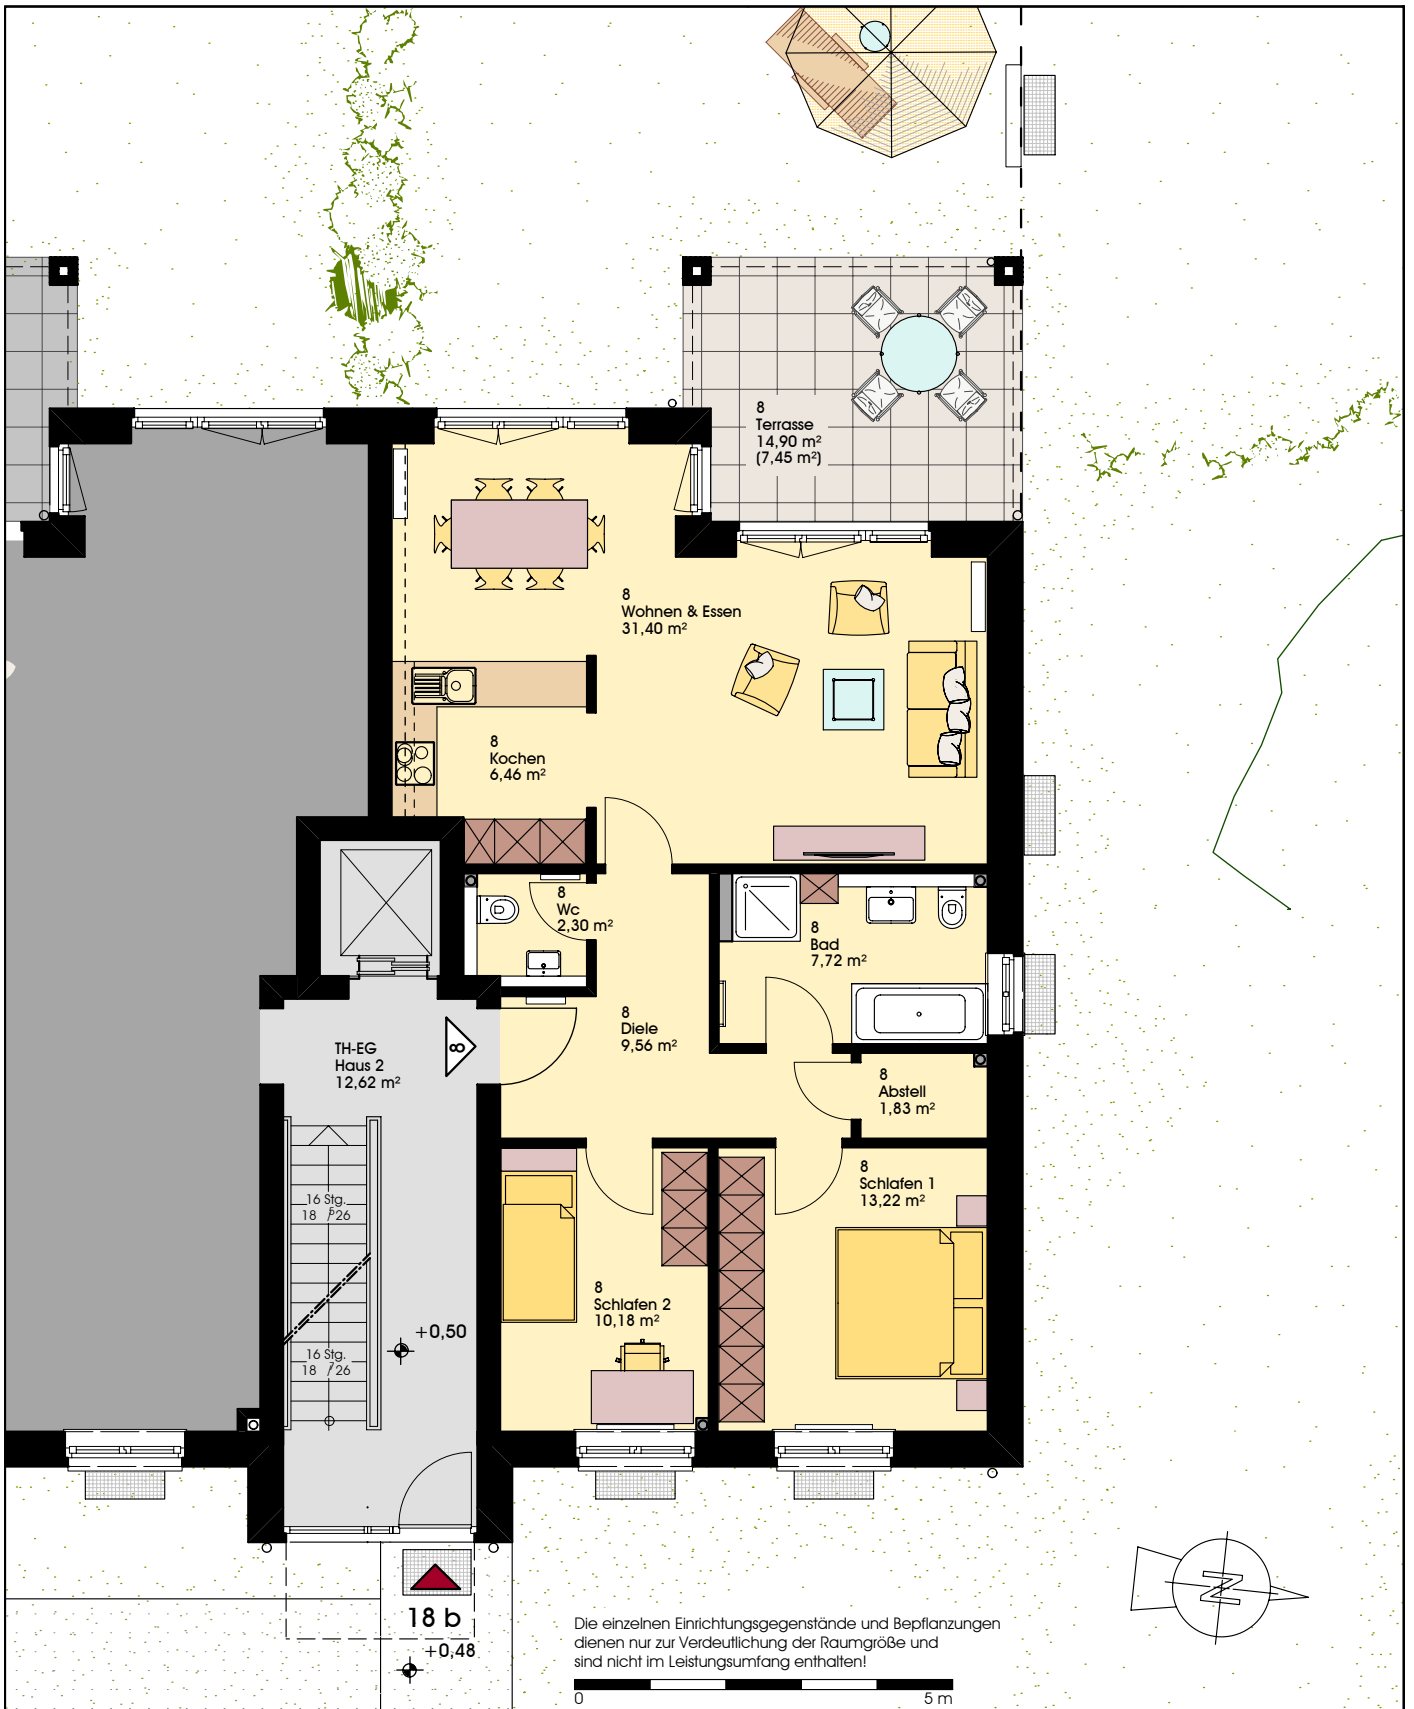 8
Terrasse
14,90 m²
(7,45 m²)
8
Wohnen & Essen
31,40 m²
8
Kochen
6,46 m²
8
Wc
2,30 m²
8
Bad
7,72 m²
8
Diele
9,56 m²
TH-EG
Haus 2
12,62 m²
8
8
Abstell
1,83 m²
8
Schlafen 1
13,22 m²
16 Stg.
18 5/26
8
Schlafen 2
10,18 m²
+0,50
16 Stg.
18 7/26
18 b
+0,48
N
Die einzelnen Einrichtungsgegenstände und Bepflanzungen
dienen nur zur Verdeutlichung der Raumgröße und
sind nicht im Leistungsumfang enthalten!
0 5 m